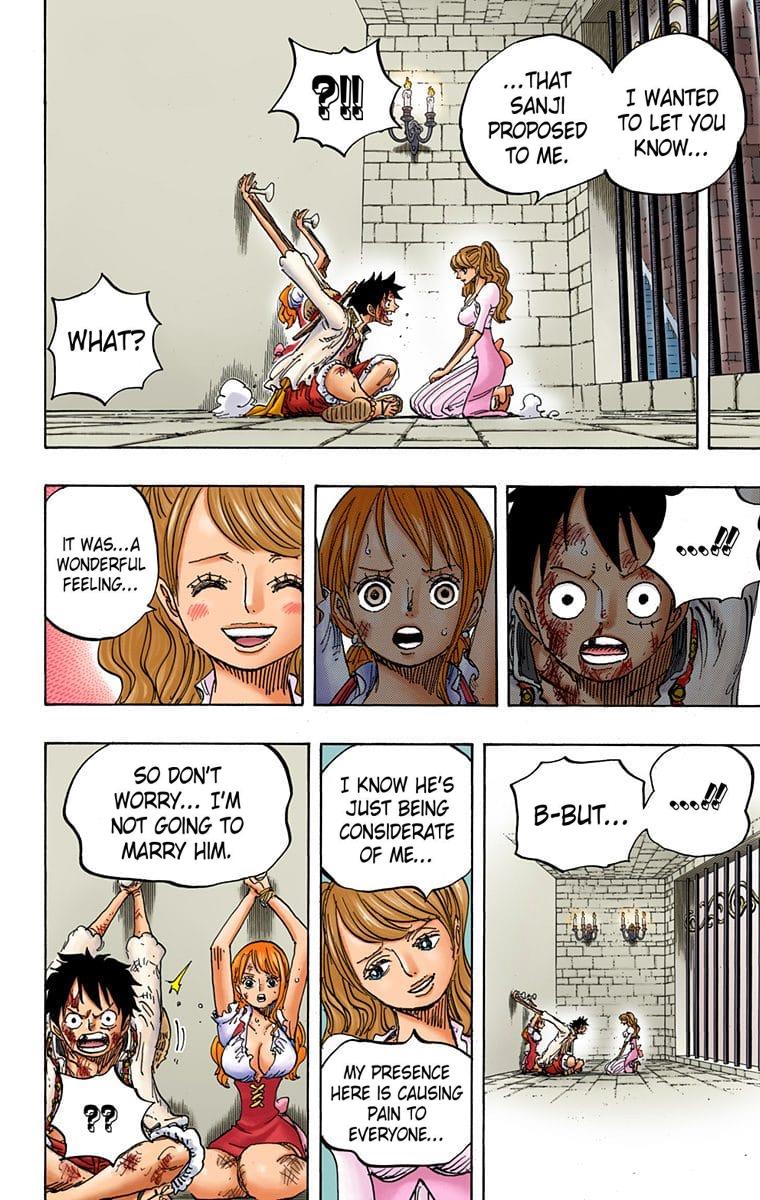 I WANTED
TO LET YOU
KNOW...
...THAT
SANJI
PROPOSED
TO ME.
?!!
WHAT?
...!!
IT WAS...A
WONDERFUL
FEELING...
...!!
B-BUT...
I KNOW HE'S
JUST BEING
CONSIDERATE
OF ME...
MY PRESENCE
HERE IS CAUSING
PAIN TO
EVERYONE...
SO DON'T
WORRY... I'M
NOT GOING TO
MARRY HIM.
??